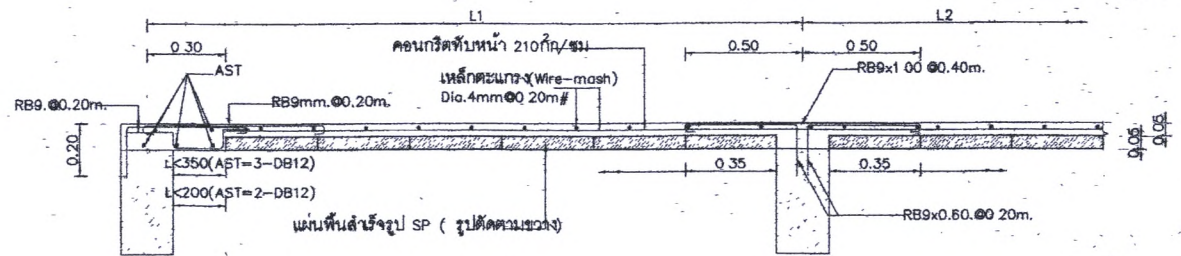 L1
L2
0.30
คอนกรีตทับหน้า 210กก/ซม
0.50
0.50
AST
เหล็กตะแกรง(Wire-mash)
Dia.4mm@0.20m#
RB9x1.00 @0.40m.
RB9.@0.20m.
RB9mm.@0.20m.
0.20
0.05
0.05
Ł<350(AST=3-DB12)
Ł<200(AST=2-DB12)
0.35
0.35
แผ่นพื้นสำเร็จรูป SP ( รูปตัดตามขวาง)
RB9x0.60.@0.20m.